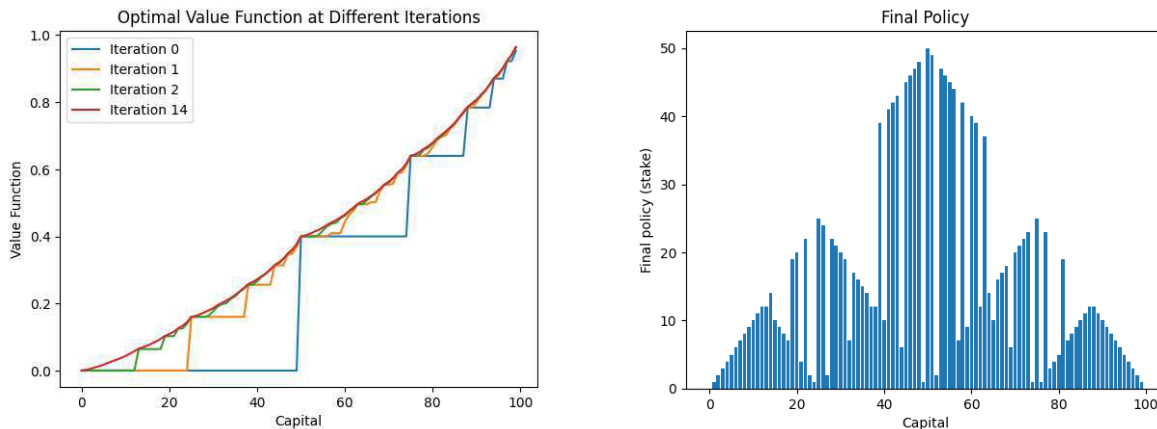 Optimal Value Function at Different Iterations
1.0
0.8
0.6
0.4
0.2
0.0
Value Function
Iteration 0
Iteration 1
Iteration 2
Iteration 14
0
20
40
60
80
100
Capital
Final Policy
50
40
30
20
10
0
Final policy (stake)
0
20
40
60
80
100
Capital